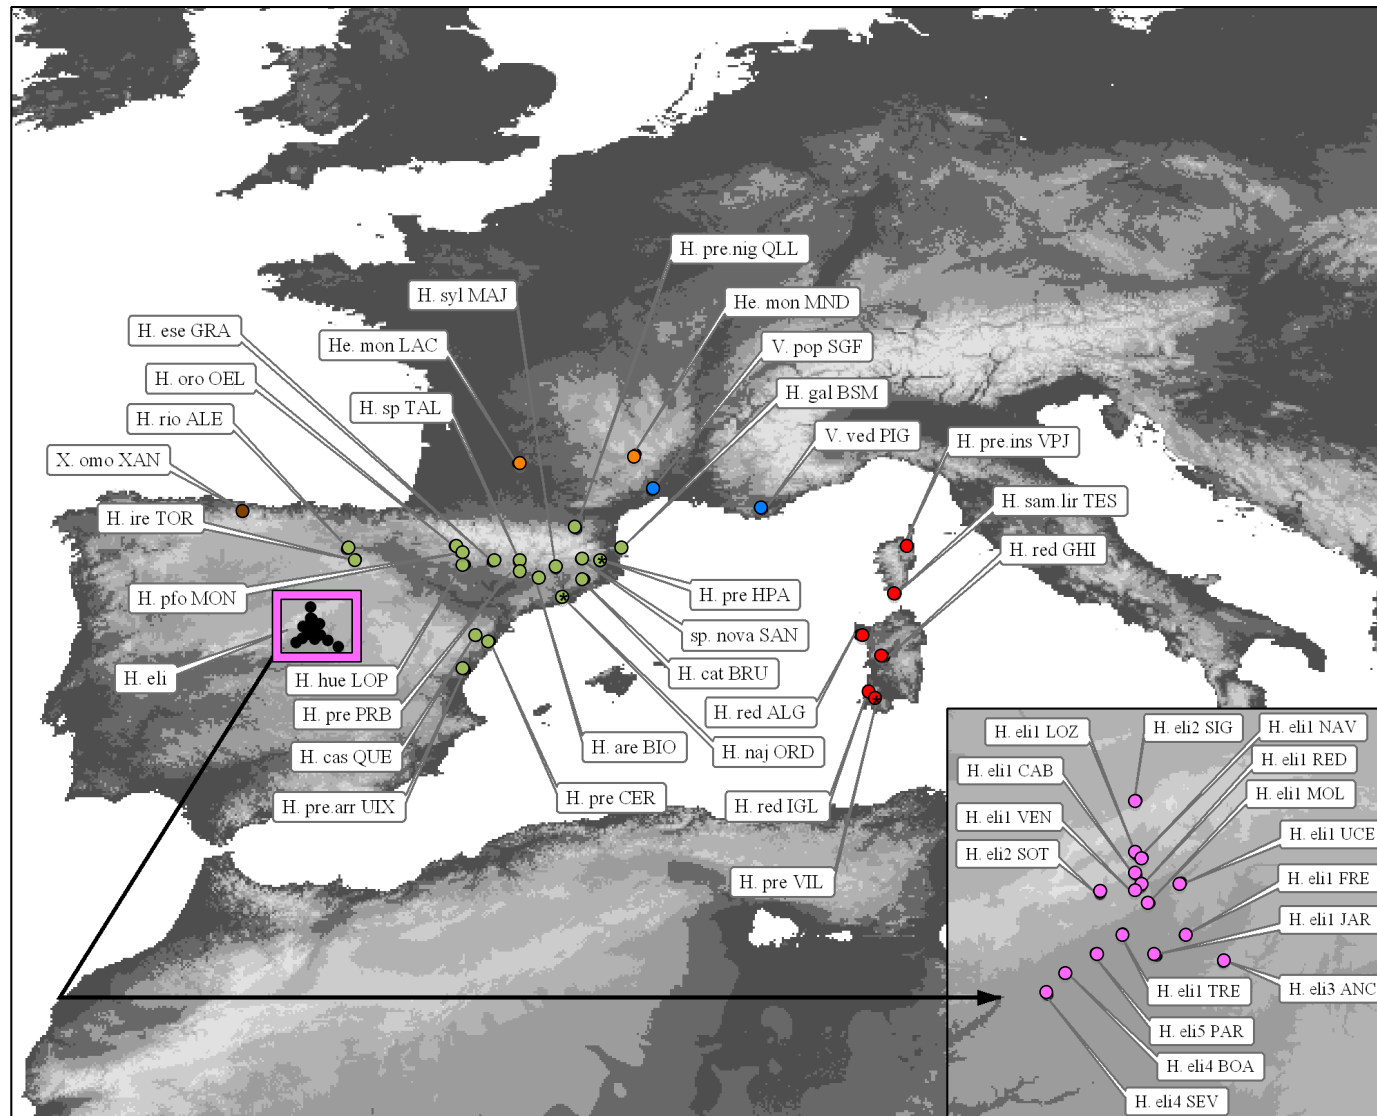 H. pre.nig QLL
H. syl MAJ
He. mon MND
H. ese GRA
He. mon LAC
V. pop SGF
H. oro OEL
H. gal BSM
H. sp TAL
H. rio ALE
V. ved PIG
H. pre.ins VPJ
X. omo XAN
H. sam.lir TES
H. ire TOR
H. red GHI
H. pfo MON
H. pre HPA
sp. nova SAN
H. eli
H. hue LOP
H. cat BRU
H. pre PRB
H. red ALG
H. cas QUE
H. are BIO
H. naj ORD
H. pre.arr UIX
H. pre CER
H. red IGL
H. pre VIL
H. eli1 LOZ
H. eli2 SIG
H. eli1 NAV
H. eli1 CAB
H. eli1 RED
H. eli1 MOL
H. eli1 VEN
H. eli1 UCE
H. eli2 SOT
H. eli1 FRE
H. eli1 JAR
H. eli1 TRE
H. eli3 ANC
H. eli5 PAR
H. eli4 BOA
H. eli4 SEV